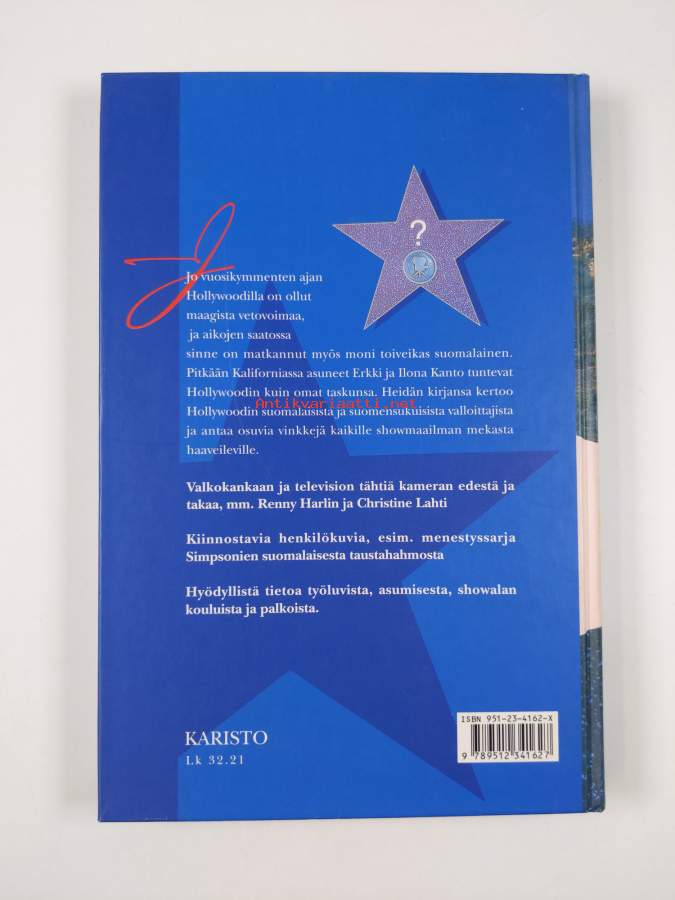 ?
J
Jo vuosikymmenten ajan
Hollywoodilla on ollut
maagista vetovoimaa,
ja aikojen saatossa
sinne on matkannut myös moni toiveikas suomalainen.
Pitkään Kaliforniassa asuneet Erkki ja Ilona Kanto tuntevat
Hollywoodin kuin omat taskunsa. Heidän kirjansa kertoo
Antikvariaatti.net
Hollywoodin suomalaisista ja suomensukuisista valloittajista
ja antaa osuvia vinkkejä kaikille showmaailman mekasta
haaveileville.
Valkokankaan ja television tähtiä kameran edestä ja
takaa, mm. Renny Harlin ja Christine Lahti
Kiinnostavia henkilökuvia, esim. menestyssarja
Simpsonien suomalaisesta taustahahmosta
Hyödyllistä tietoa työluvista, asumisesta, showalan
kouluista ja palkoista.
ISBN 951-23-4162-X
KARISTO
Lk 32.21
9 789512 341627